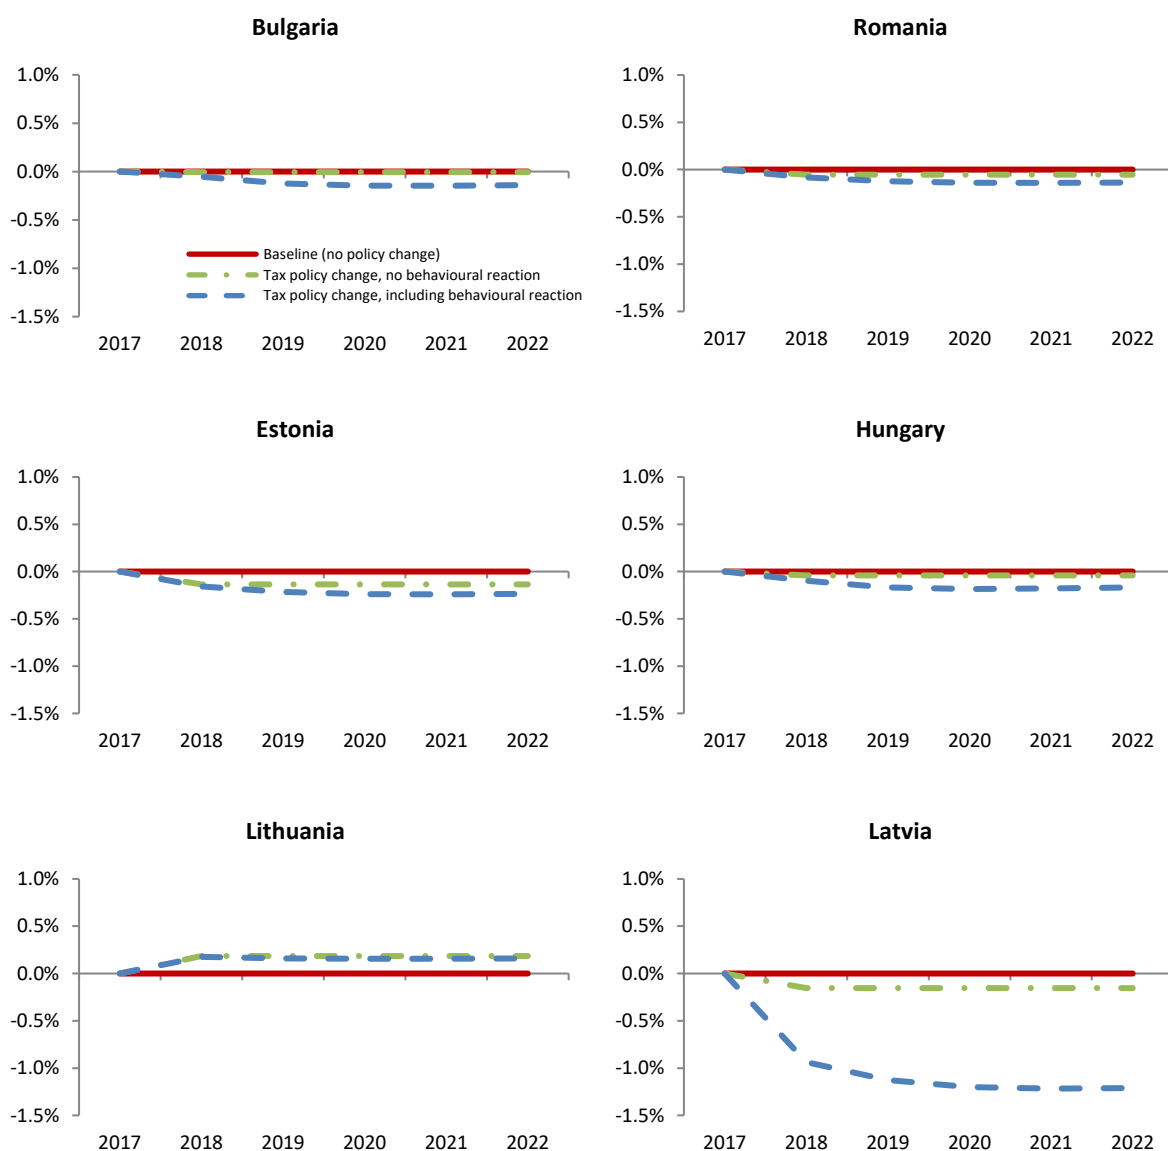 Bulgaria
1.0%
0.5%
0.0%
-0.5%
-1.0%
-1.5%
Baseline (no policy change)
Tax policy change, no behavioural reaction
Tax policy change, including behavioural reaction
2017 2018 2019 2020 2021 2022
Romania
1.0%
0.5%
0.0%
-0.5%
-1.0%
-1.5%
2017 2018 2019 2020 2021 2022
Estonia
1.0%
0.5%
0.0%
-0.5%
-1.0%
-1.5%
2017 2018 2019 2020 2021 2022
Hungary
1.0%
0.5%
0.0%
-0.5%
-1.0%
-1.5%
2017 2018 2019 2020 2021 2022
Lithuania
1.0%
0.5%
0.0%
-0.5%
-1.0%
-1.5%
2017 2018 2019 2020 2021 2022
Latvia
1.0%
0.5%
0.0%
-0.5%
-1.0%
-1.5%
2017 2018 2019 2020 2021 2022